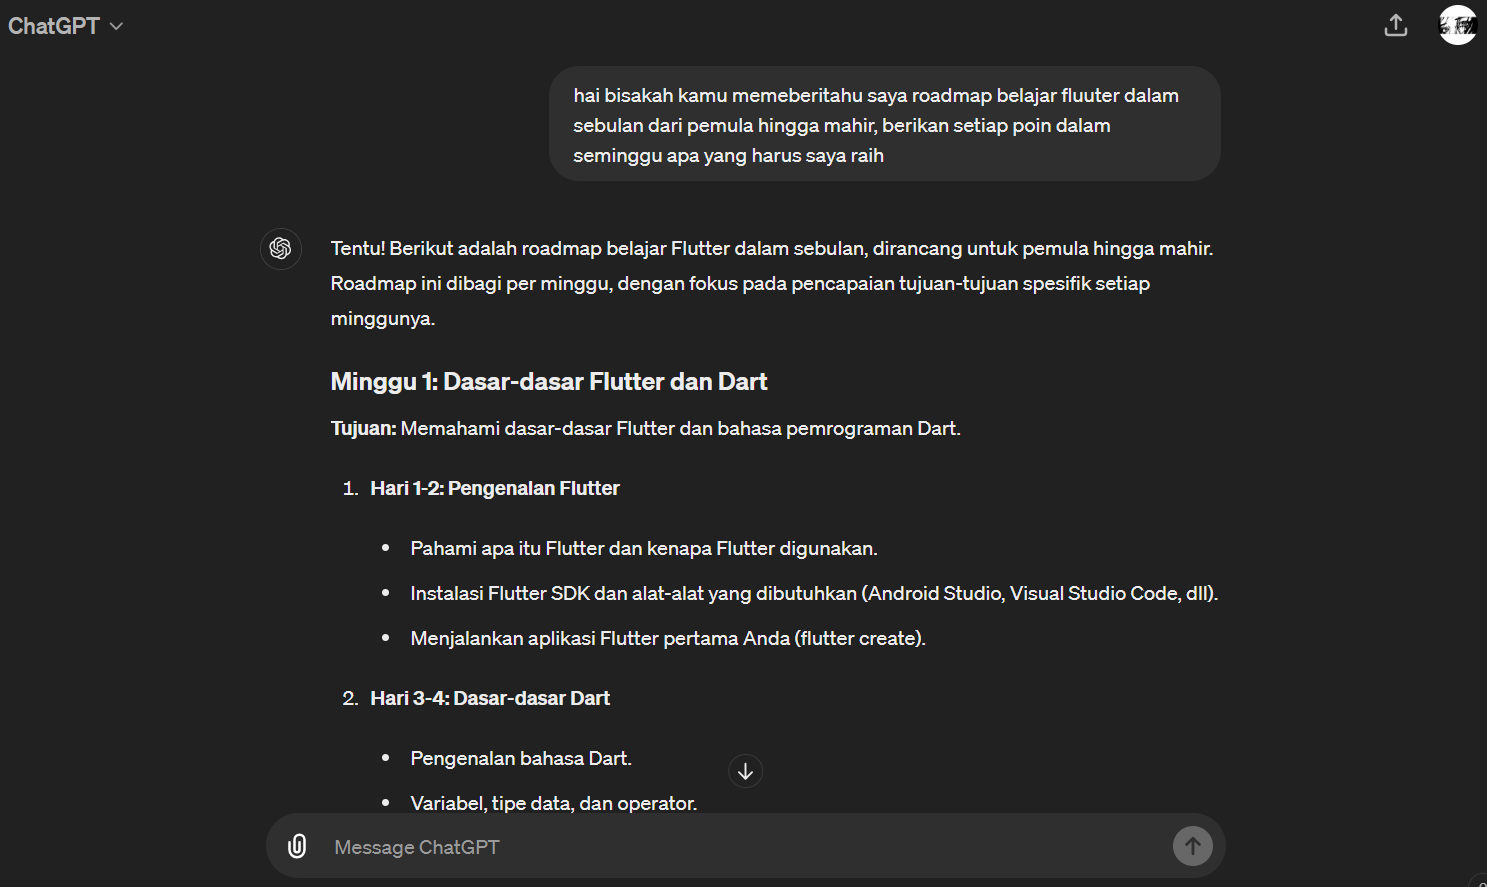 ChatGPT
hai bisakah kamu memeberitahu saya roadmap belajar fluuter dalam
sebulan dari pemula hingga mahir, berikan setiap poin dalam
seminggu apa yang harus saya raih
Tentu! Berikut adalah roadmap belajar Flutter dalam sebulan, dirancang untuk pemula hingga mahir.
Roadmap ini dibagi per minggu, dengan fokus pada pencapaian tujuan-tujuan spesifik setiap
minggunya.
Minggu 1: Dasar-dasar Flutter dan Dart
Tujuan: Memahami dasar-dasar Flutter dan bahasa pemrograman Dart.
1. Hari 1-2: Pengenalan Flutter
• Pahami apa itu Flutter dan kenapa Flutter digunakan.
• Instalasi Flutter SDK dan alat-alat yang dibutuhkan (Android Studio, Visual Studio Code, dll).
• Menjalankan aplikasi Flutter pertama Anda (flutter create).
2. Hari 3-4: Dasar-dasar Dart
• Pengenalan bahasa Dart.
• Variabel, tipe data, dan operator.
Message ChatGPT